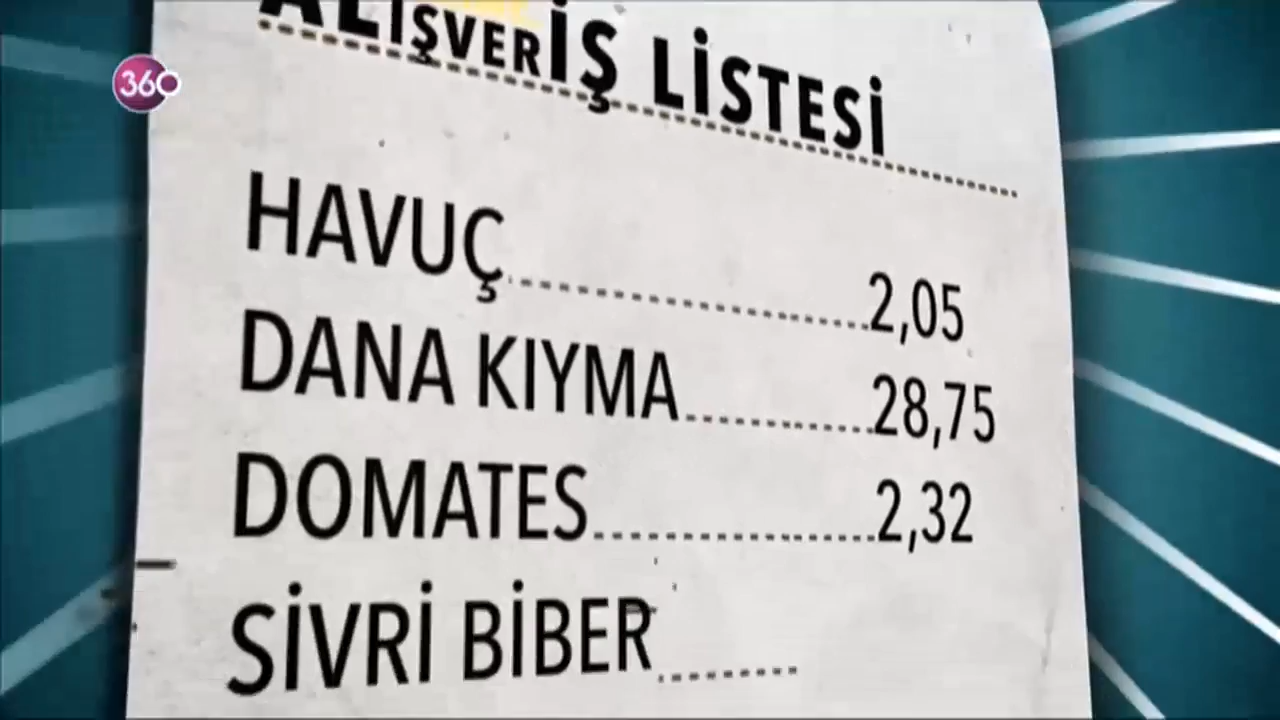 360
ALIŞVERİŞ LİSTESİ
HAVUÇ 2,05
DANA KIYMA 28,75
DOMATES 2,32
SİVRİ BİBER